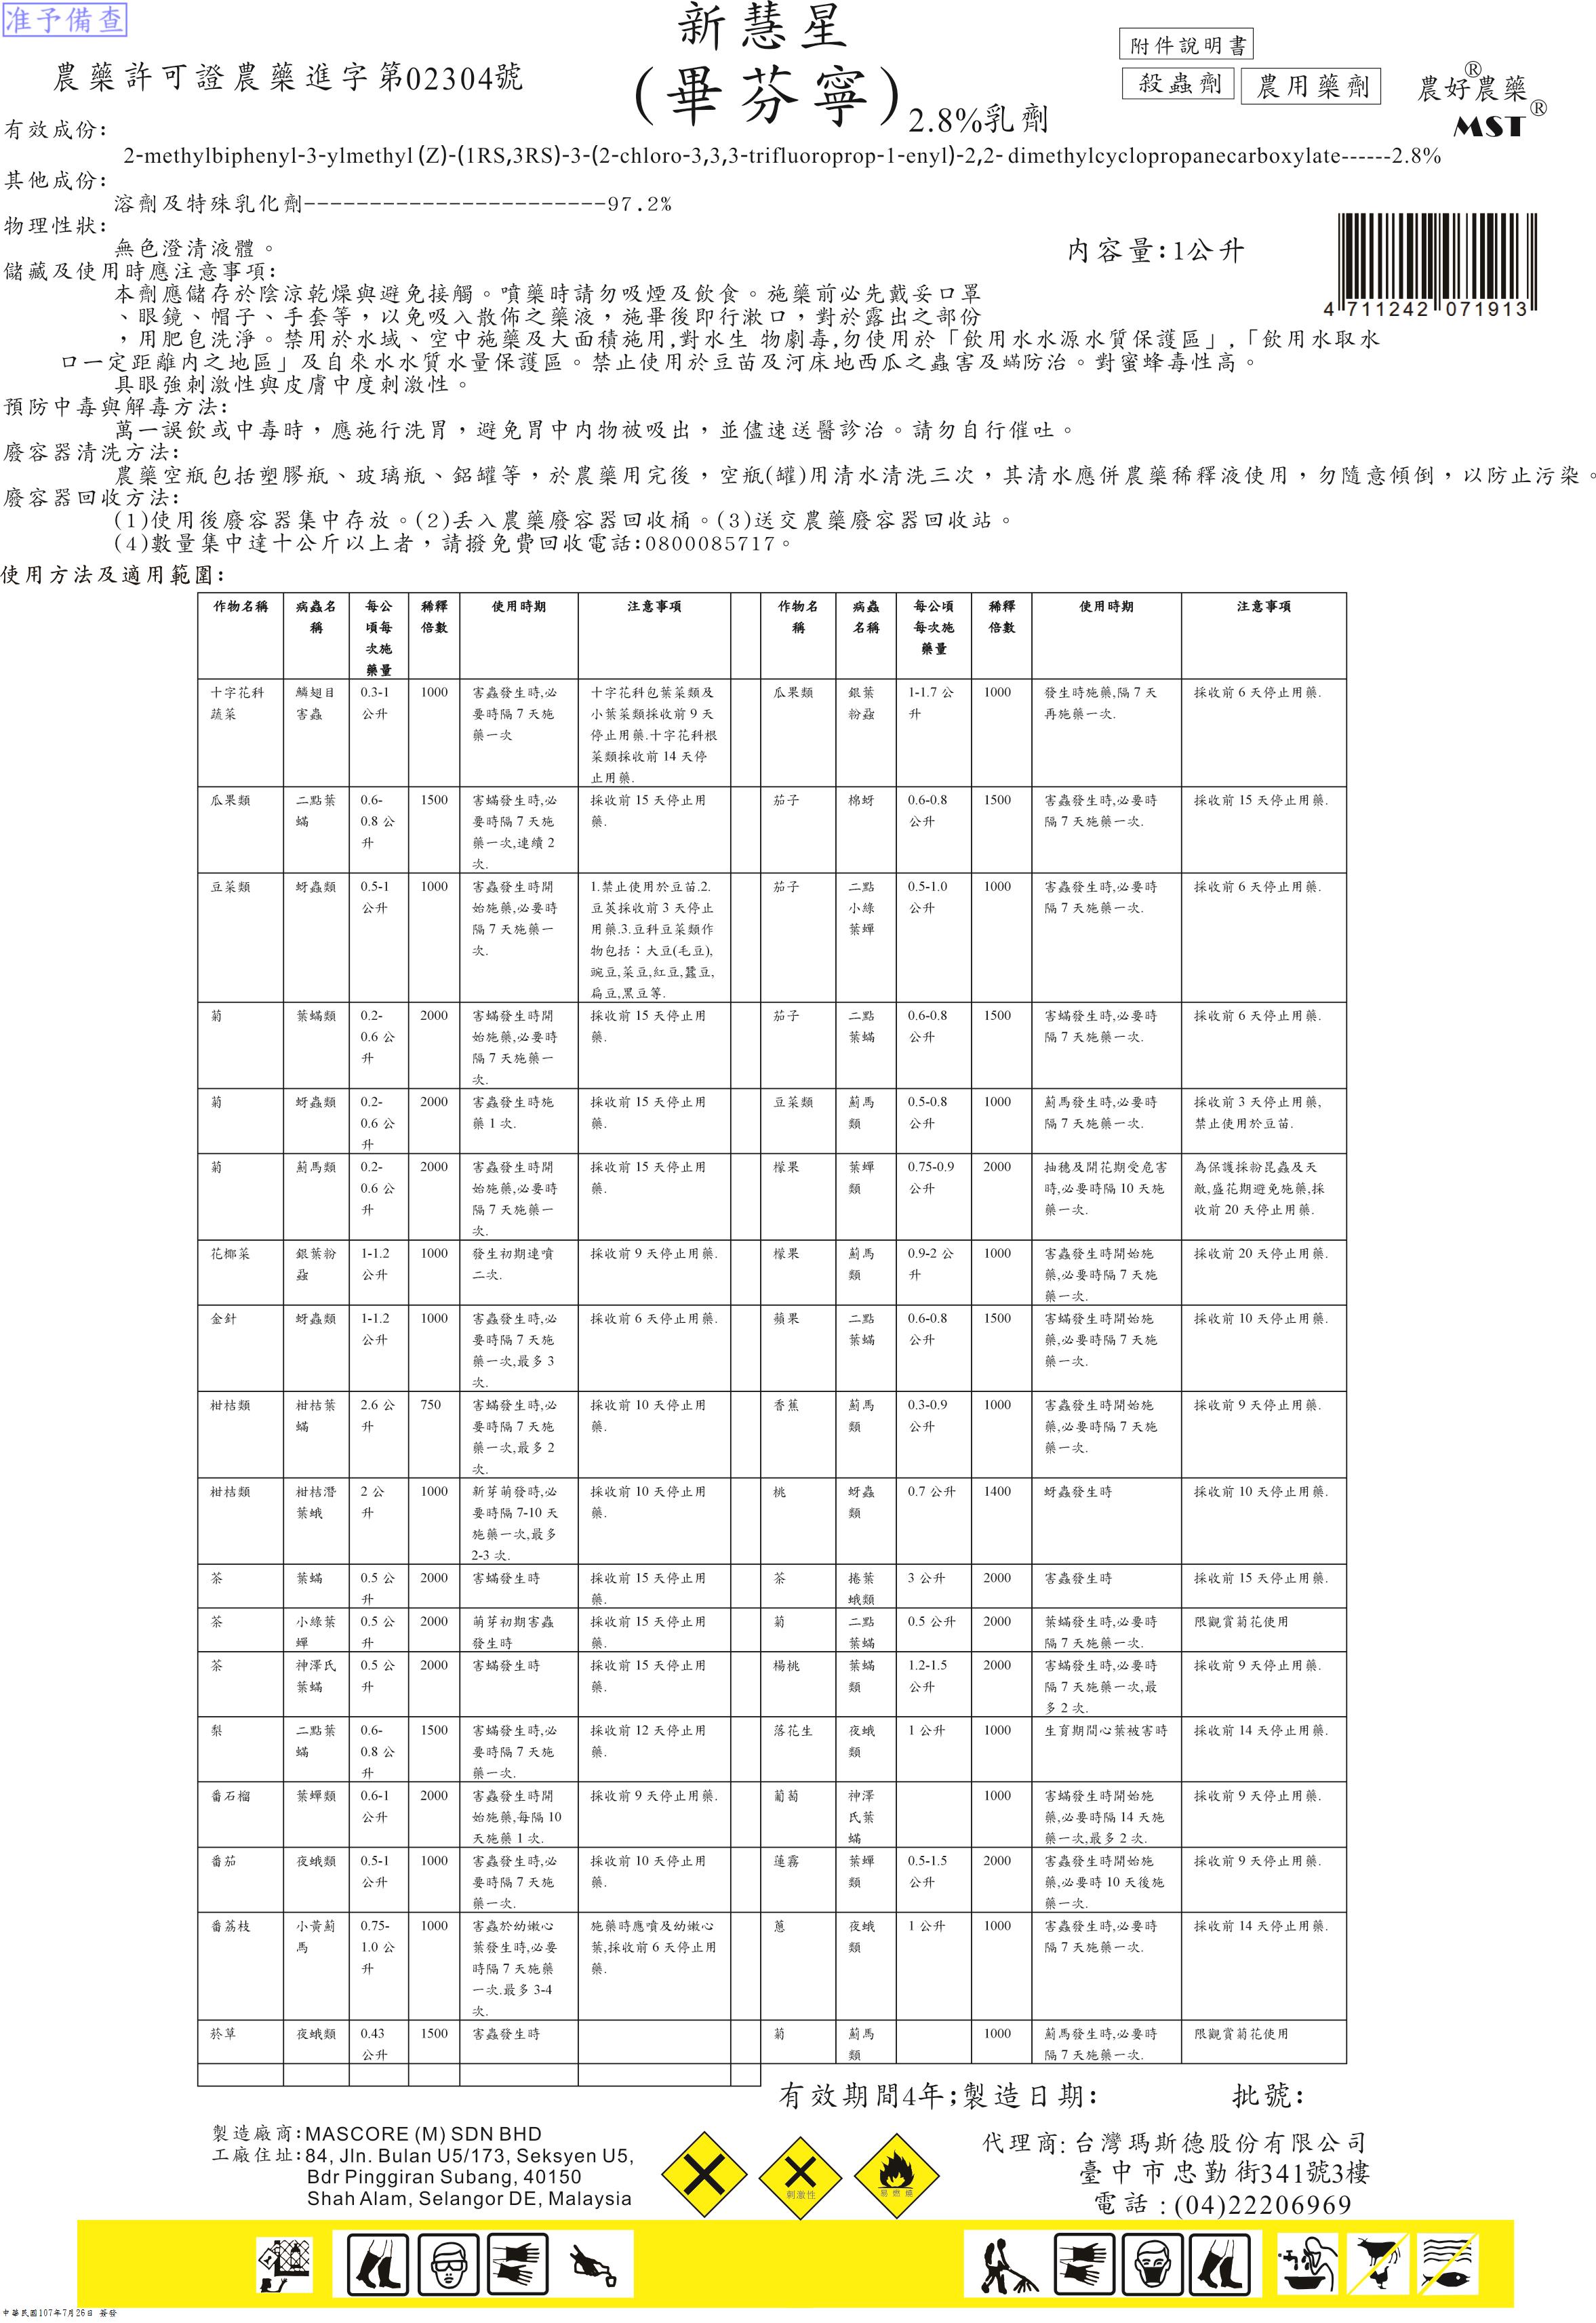 准予備查
新慧星
(畢芬寧)2.8%乳劑
農藥許可證農藥進字第02304號
附件說明書
殺蟲劑 農用藥劑
農好®農藥
MST®
有效成份:
2-methylbiphenyl-3-ylmethyl (Z)-(1RS,3RS)-3-(2-chloro-3,3,3-trifluoroprop-1-enyl)-2,2- dimethylcyclopropanecarboxylate------2.8%
其他成份:
溶劑及特殊乳化劑-----------------------97.2%
物理性狀:
無色澄清液體。
內容量:1公升
4 711242 071913
儲藏及使用時應注意事項:
本劑應儲存於陰涼乾燥與避免接觸。噴藥時請勿吸煙及飲食。施藥前必先戴妥口罩
、眼鏡、帽子、手套等，以免吸入散佈之藥液，施畢後即行漱口，對於露出之部份
，用肥皂洗淨。禁用於水域、空中施藥及大面積施用,對水生 物劇毒,勿使用於「飲用水水源水質保護區」,「飲用水取水
口一定距離內之地區」及自來水水質水量保護區。禁止使用於豆苗及河床地西瓜之蟲害及蟎防治。對蜜蜂毒性高。
具眼強刺激性與皮膚中度刺激性。
預防中毒與解毒方法:
萬一誤飲或中毒時，應施行洗胃，避免胃中內物被吸出，並儘速送醫診治。請勿自行催吐。
廢容器清洗方法:
農藥空瓶包括塑膠瓶、玻璃瓶、鋁罐等，於農藥用完後，空瓶(罐)用清水清洗三次，其清水應併農藥稀釋液使用，勿隨意傾倒，以防止污染。
廢容器回收方法:
(1)使用後廢容器集中存放。(2)丟入農藥廢容器回收桶。(3)送交農藥廢容器回收站。
(4)數量集中達十公斤以上者，請撥免費回收電話:0800085717。
使用方法及適用範圍:
作物名稱 病蟲名稱 每公頃每次施藥量 稀釋倍數 使用時期 注意事項 作物名稱 病蟲名稱 每公頃每次施藥量 稀釋倍數 使用時期 注意事項
十字花科蔬菜 鱗翅目害蟲 0.3-1公升 1000 害蟲發生時,必要時隔7天施藥一次 十字花科包葉菜類及小葉菜類採收前9天停止用藥.十字花科根菜類採收前14天停止用藥. 瓜果類 銀葉粉蝨 1-1.7公升 1000 發生時施藥,隔7天再施藥一次. 採收前6天停止用藥.
瓜果類 二點葉蟎 0.6-0.8公升 1500 害蟎發生時,必要時隔7天施藥一次,連續2次. 採收前15天停止用藥. 茄子 棉蚜 0.6-0.8公升 1500 害蟲發生時,必要時隔7天施藥一次. 採收前15天停止用藥.
豆菜類 蚜蟲類 0.5-1公升 1000 害蟲發生時開始施藥,必要時隔7天施藥一次. 1.禁止使用於豆苗.2.豆莢採收前3天停止用藥.3.豆科豆菜類作物包括：大豆(毛豆),豌豆,菜豆,紅豆,蠶豆,扁豆,黑豆等. 茄子 二點小綠葉蟬 0.5-1.0公升 1000 害蟲發生時,必要時隔7天施藥一次. 採收前6天停止用藥.
菊 葉蟎類 0.2-0.6公升 2000 害蟎發生時開始施藥,必要時隔7天施藥一次. 採收前15天停止用藥. 茄子 二點葉蟎 0.6-0.8公升 1500 害蟎發生時,必要時隔7天施藥一次. 採收前6天停止用藥.
菊 蚜蟲類 0.2-0.6公升 2000 害蟲發生時施藥1次. 採收前15天停止用藥. 豆菜類 薊馬類 0.5-0.8公升 1000 薊馬發生時,必要時隔7天施藥一次. 採收前3天停止用藥,禁止使用於豆苗.
菊 薊馬類 0.2-0.6公升 2000 害蟲發生時開始施藥,必要時隔7天施藥一次. 採收前15天停止用藥. 檬果 葉蟬類 0.75-0.9公升 2000 抽穗及開花期受危害時,必要時隔10天施藥一次. 為保護採粉昆蟲及天敵,盛花期避免施藥,採收前20天停止用藥.
花椰菜 銀葉粉蝨 1-1.2公升 1000 發生初期連噴二次. 採收前9天停止用藥. 檬果 薊馬類 0.9-2公升 1000 害蟲發生時開始施藥,必要時隔7天施藥一次. 採收前20天停止用藥.
金針 蚜蟲類 1-1.2公升 1000 害蟲發生時,必要時隔7天施藥一次,最多3次. 採收前6天停止用藥. 蘋果 二點葉蟎 0.6-0.8公升 1500 害蟎發生時開始施藥,必要時隔7天施藥一次. 採收前10天停止用藥.
柑桔類 柑桔葉蟎 2.6公升 750 害蟎發生時,必要時隔7天施藥一次,最多2次. 採收前10天停止用藥. 香蕉 薊馬類 0.3-0.9公升 1000 害蟲發生時開始施藥,必要時隔7天施藥一次. 採收前9天停止用藥.
柑桔類 柑桔潛葉蛾 2公升 1000 新芽萌發時,必要時隔7-10天施藥一次,最多2-3次. 採收前10天停止用藥. 桃 蚜蟲類 0.7公升 1400 蚜蟲發生時 採收前10天停止用藥.
茶 葉蟎 0.5公升 2000 害蟎發生時 採收前15天停止用藥. 茶 捲葉蛾類 3公升 2000 害蟲發生時 採收前15天停止用藥.
茶 小綠葉蟬 0.5公升 2000 萌芽初期害蟲發生時 採收前15天停止用藥. 菊 二點葉蟎 0.5公升 2000 葉蟎發生時,必要時隔7天施藥一次. 限觀賞菊花使用
茶 神澤氏葉蟎 0.5公升 2000 害蟎發生時 採收前15天停止用藥. 楊桃 葉蟎類 1.2-1.5公升 2000 害蟎發生時,必要時隔7天施藥一次,最多2次. 採收前9天停止用藥.
梨 二點葉蟎 0.6-0.8公升 1500 害蟎發生時,必要時隔7天施藥一次. 採收前12天停止用藥. 落花生 夜蛾類 1公升 1000 生育期間心葉被害時 採收前14天停止用藥.
番石榴 葉蟬類 0.6-1公升 2000 害蟲發生時開始施藥,每隔10天施藥1次. 採收前9天停止用藥. 葡萄 神澤氏葉蟎 1000 害蟎發生時開始施藥,必要時隔14天施藥一次,最多2次. 採收前9天停止用藥.
番茄 夜蛾類 0.5-1公升 1000 害蟲發生時,必要時隔7天施藥一次. 採收前10天停止用藥. 蓮霧 葉蟬類 0.5-1.5公升 2000 害蟲發生時開始施藥,必要時10天後施藥一次. 採收前9天停止用藥.
番荔枝 小黃薊馬 0.75-1.0公升 1000 害蟲於幼嫩心葉發生時,必要時隔7天施藥一次.最多3-4次. 施藥時應噴及幼嫩心葉,採收前6天停止用藥. 蔥 夜蛾類 1公升 1000 害蟲發生時,必要時隔7天施藥一次. 採收前14天停止用藥.
菸草 夜蛾類 0.43公升 1500 害蟲發生時 菊 薊馬類 1000 薊馬發生時,必要時隔7天施藥一次. 限觀賞菊花使用
有效期間4年;製造日期: 批號:
製造廠商:MASCORE (M) SDN BHD
工廠住址:84, Jln. Bulan U5/173, Seksyen U5,
Bdr Pinggiran Subang, 40150
Shah Alam, Selangor DE, Malaysia
刺激性
易燃 罐
代理商:台灣瑪斯德股份有限公司
臺中市忠勤街341號3樓
電話:(04)22206969
中華民國107年7月26日 簽發